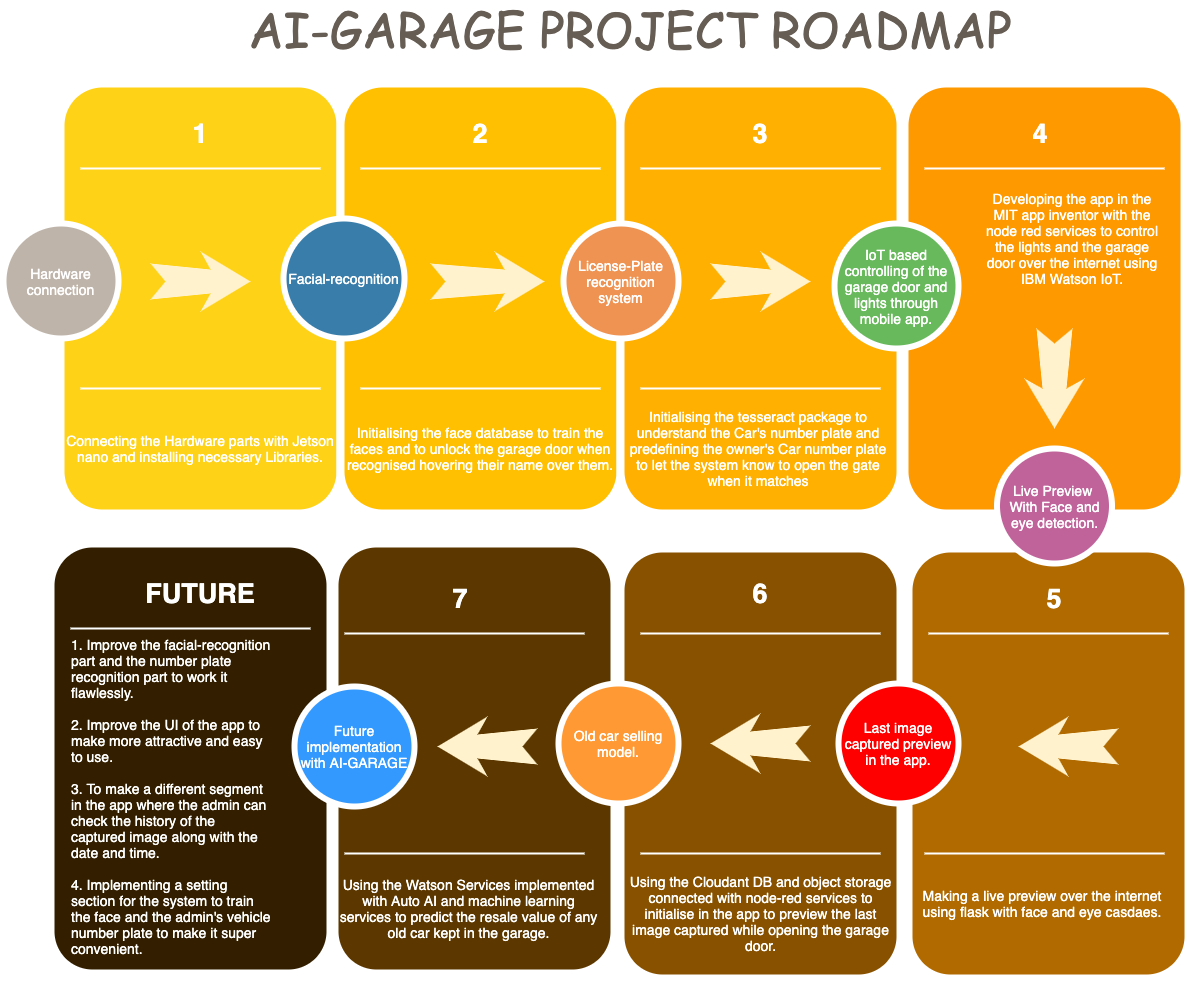 AI-GARAGE PROJECT ROADMAP
1
Hardware
connection
Connecting the Hardware parts with Jetson
nano and installing necessary Libraries.
2
Facial-recognition
Initialising the face database to train the
faces and to unlock the garage door when
recognised hovering their name over them.
3
License-Plate
recognition
system
Initialising the tesseract package to
understand the Car's number plate and
predefining the owner's Car number plate
to let the system know to open the gate
when it matches
4
IoT based
controlling of the
garage door and
lights through
mobile app.
Developing the app in the
MIT app inventor with the
node red services to control
the lights and the garage
door over the internet using
IBM Watson IoT.
Live Preview
With Face and
eye detection.
5
Making a live preview over the internet
using flask with face and eye casdaes.
6
Last image
captured preview
in the app.
Using the Cloudant DB and object storage
connected with node-red services to
initialise in the app to preview the last
image captured while opening the garage
door.
7
Old car selling
model.
Using the Watson Services implemented
with Auto AI and machine learning
services to predict the resale value of any
old car kept in the garage.
FUTURE
Future
implementation
with AI-GARAGE
1. Improve the facial-recognition
part and the number plate
recognition part to work it
flawlessly.
2. Improve the UI of the app to
make more attractive and easy
to use.
3. To make a different segment
in the app where the admin can
check the history of the
captured image along with the
date and time.
4. Implementing a setting
section for the system to train
the face and the admin's vehicle
number plate to make it super
convenient.